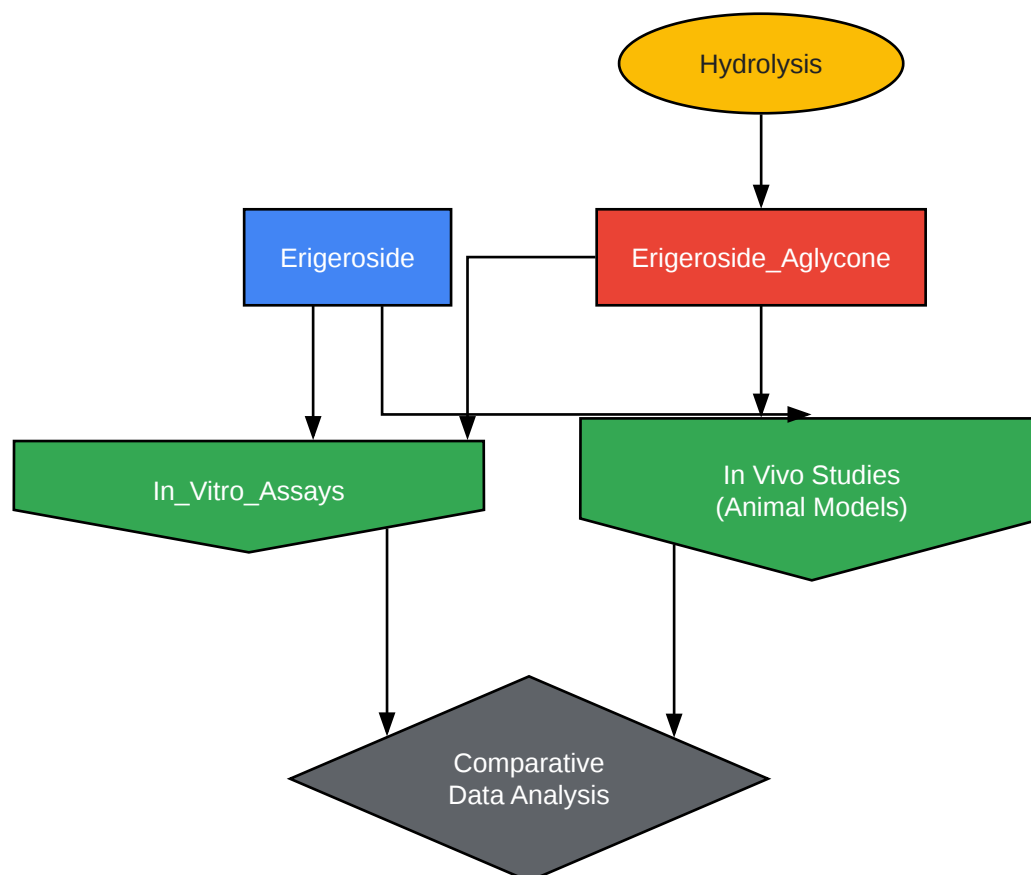 Hydrolysis
Erigeroside
Erigeroside_Aglycone
In_Vitro_Assays
In Vivo Studies
(Animal Models)
Comparative
Data Analysis